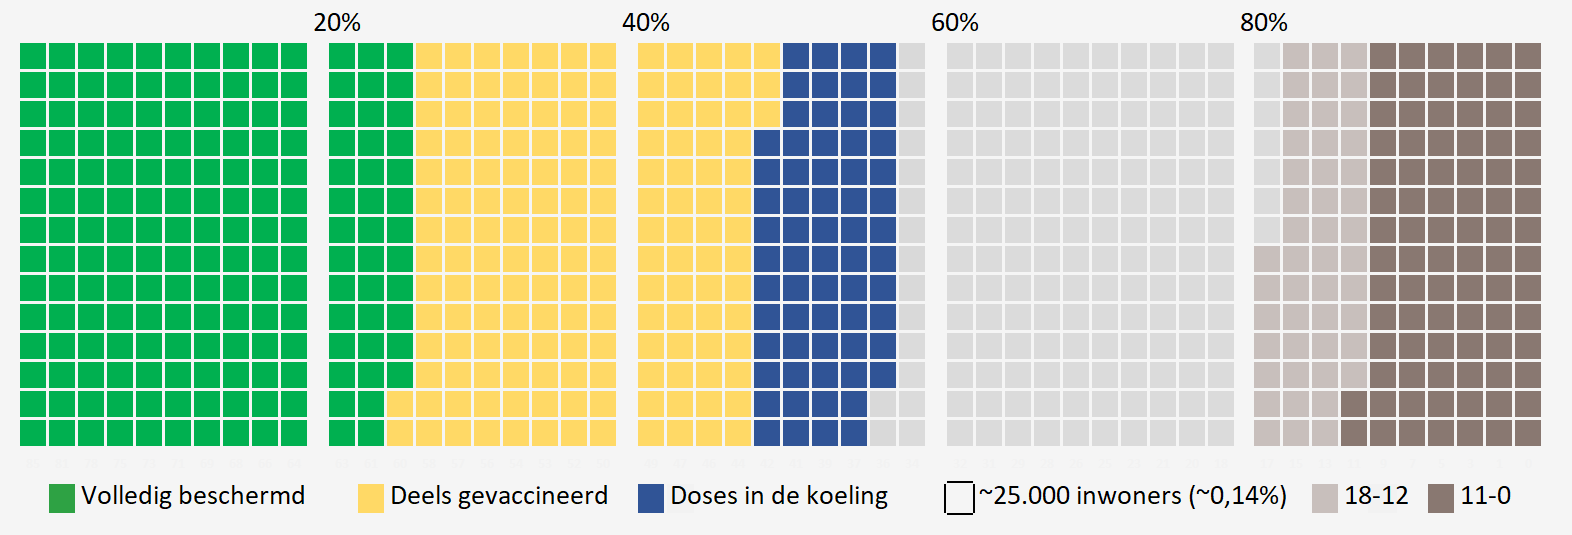 20% 40% 60% 80%
Volledig beschermd Deels gevaccineerd Doses in de koeling ~25.000 inwoners (~0,14%) 18-12 11-0